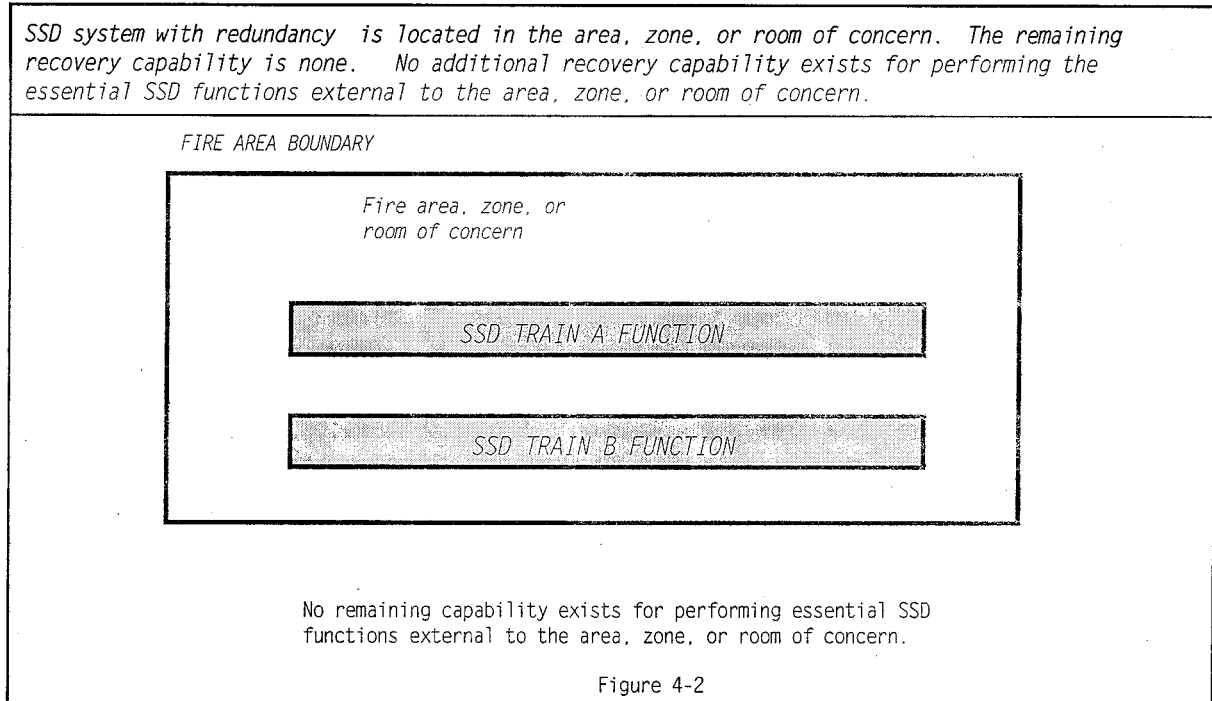 SSD system with redundancy is located in the area, zone, or room of concern. The remaining
recovery capability is none. No additional recovery capability exists for performing the
essential SSD functions external to the area, zone, or room of concern.
FIRE AREA BOUNDARY
Fire area, zone, or
room of concern
SSD TRAIN A FUNCTION
SSD TRAIN B FUNCTION
No remaining capability exists for performing essential SSD
functions external to the area, zone, or room of concern.
Figure 4-2